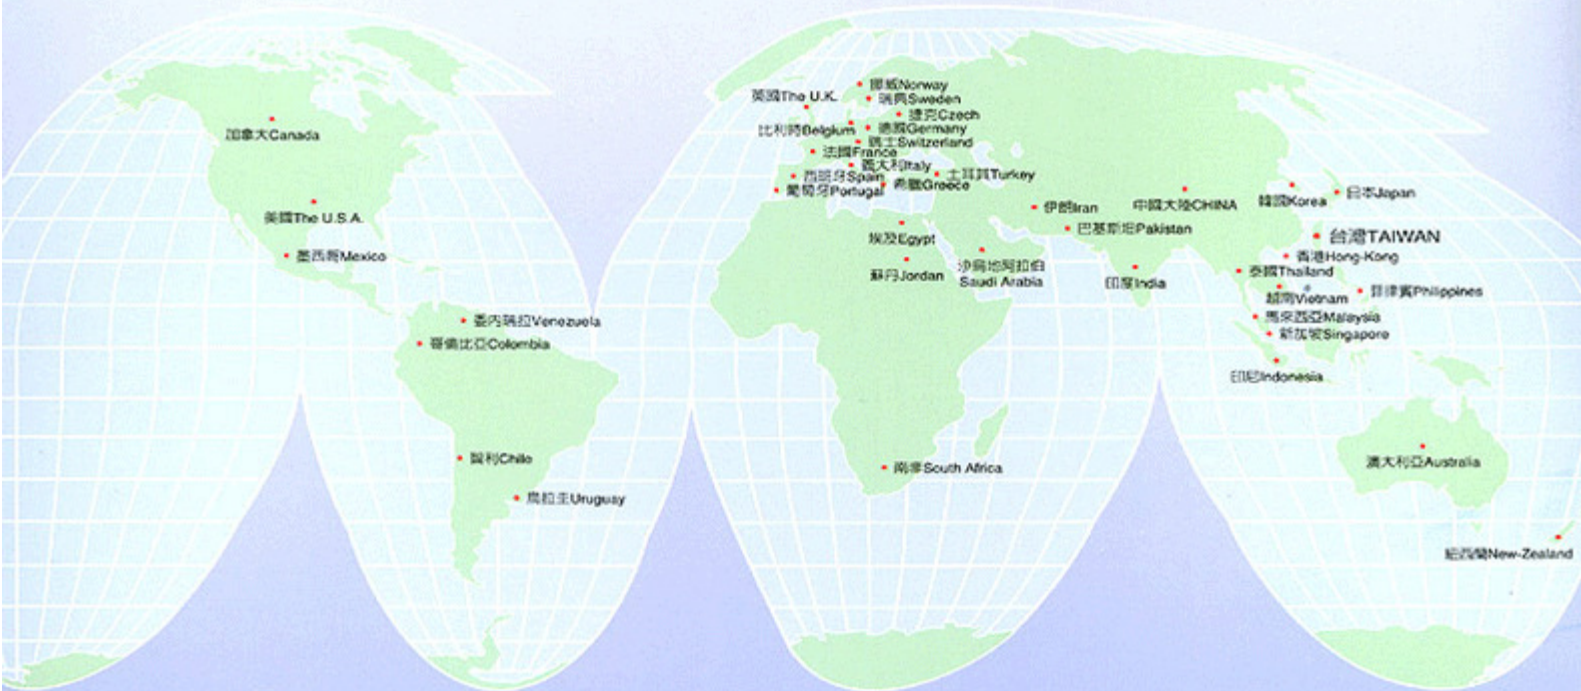 加拿大Canada
美國The U.S.A.
墨西哥Mexico
委內瑞拉Venezuela
哥倫比亞Colombia
智利Chile
烏拉圭Uruguay
挪威Norway
英國The U.K.
瑞典Sweden
捷克Czech
比利時Belgium
德國Germany
瑞士Switzerland
法國France
義大利Italy
西班牙Spain
土耳其Turkey
希臘Greece
葡萄牙Portugal
伊朗Iran
中國大陸CHINA
韓國Korea
日本Japan
巴基斯坦Pakistan
埃及Egypt
台灣TAIWAN
香港Hong-Kong
蘇丹Jordan
沙烏地阿拉伯
Saudi Arabia
印度India
泰國Thailand
越南Vietnam
菲律賓Philippines
馬來西亞Malaysia
新加坡Singapore
印尼Indonesia
南非South Africa
澳大利亞Australia
紐西蘭New-Zealand